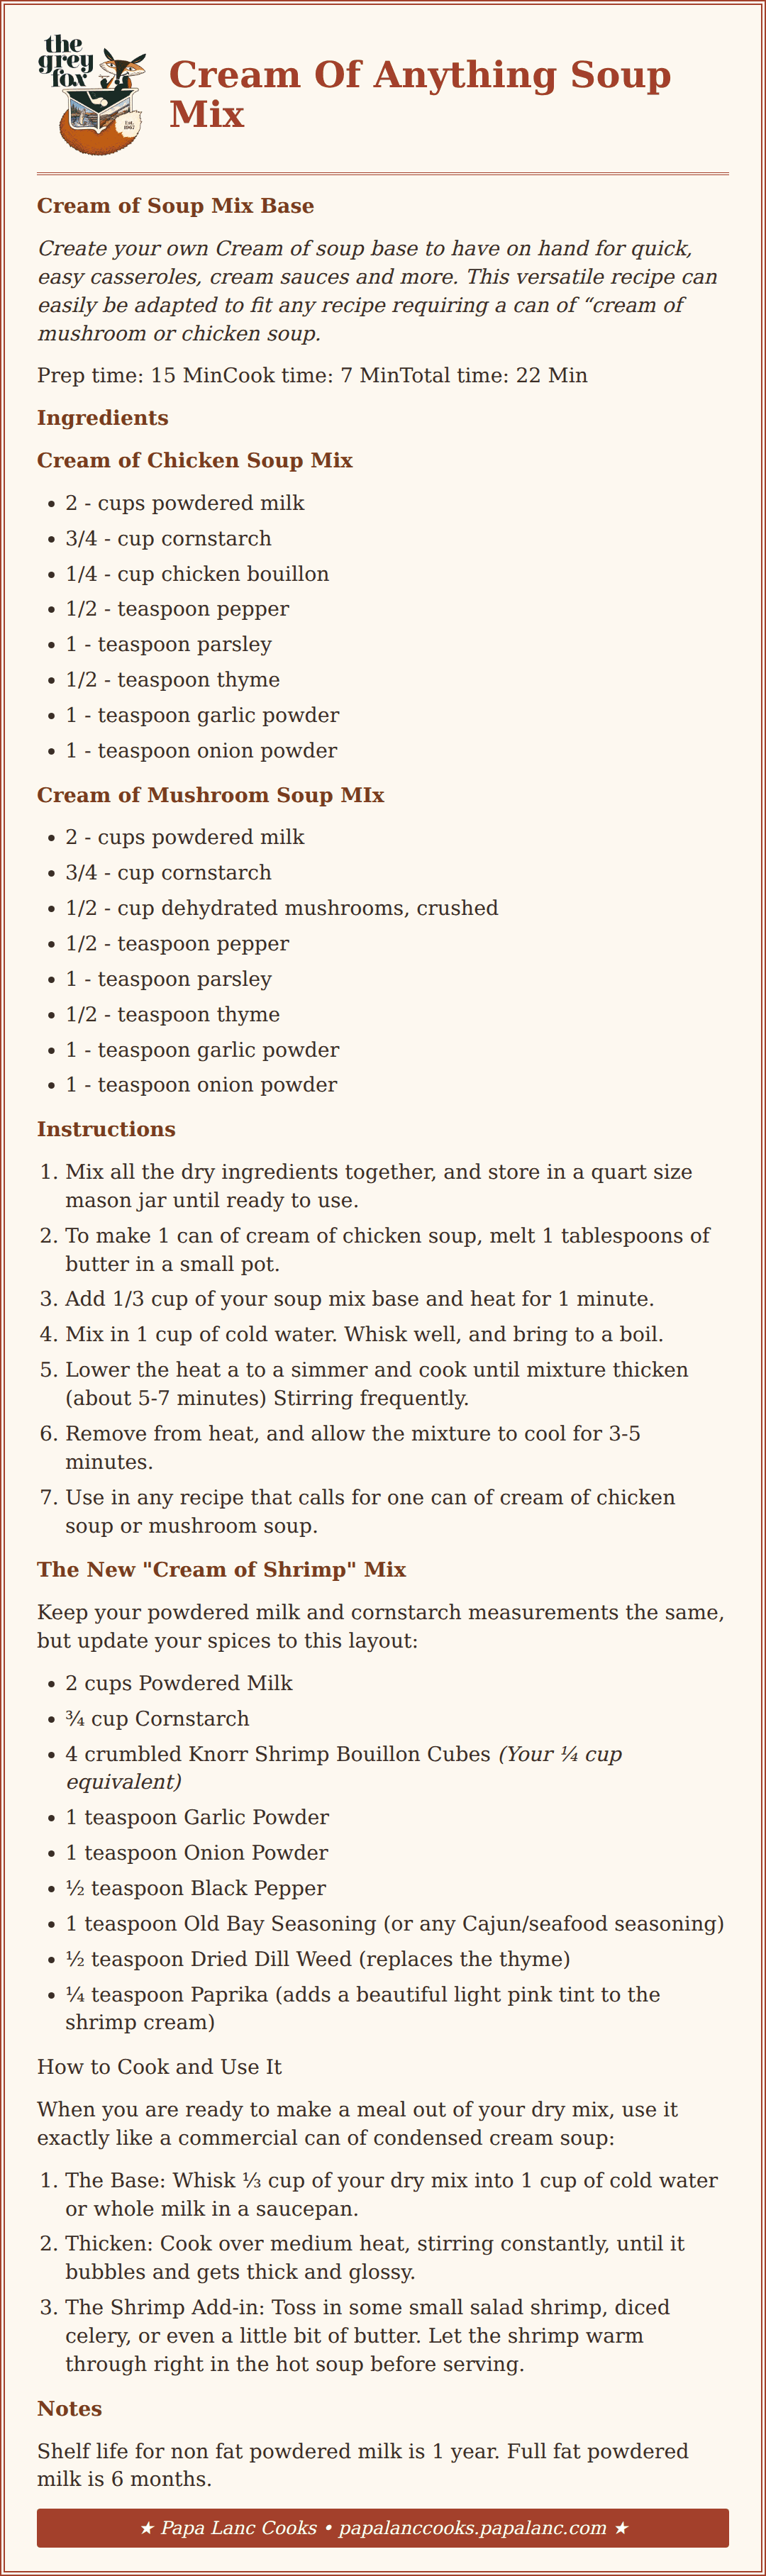 the
grey
fox
Est.
1967
Cream Of Anything Soup
Mix
Cream of Soup Mix Base
Create your own Cream of soup base to have on hand for quick,
easy casseroles, cream sauces and more. This versatile recipe can
easily be adapted to fit any recipe requiring a can of “cream of
mushroom or chicken soup.
Prep time: 15 MinCook time: 7 MinTotal time: 22 Min
Ingredients
Cream of Chicken Soup Mix
• 2 - cups powdered milk
• 3/4 - cup cornstarch
• 1/4 - cup chicken bouillon
• 1/2 - teaspoon pepper
• 1 - teaspoon parsley
• 1/2 - teaspoon thyme
• 1 - teaspoon garlic powder
• 1 - teaspoon onion powder
Cream of Mushroom Soup MIx
• 2 - cups powdered milk
• 3/4 - cup cornstarch
• 1/2 - cup dehydrated mushrooms, crushed
• 1/2 - teaspoon pepper
• 1 - teaspoon parsley
• 1/2 - teaspoon thyme
• 1 - teaspoon garlic powder
• 1 - teaspoon onion powder
Instructions
1. Mix all the dry ingredients together, and store in a quart size
mason jar until ready to use.
2. To make 1 can of cream of chicken soup, melt 1 tablespoons of
butter in a small pot.
3. Add 1/3 cup of your soup mix base and heat for 1 minute.
4. Mix in 1 cup of cold water. Whisk well, and bring to a boil.
5. Lower the heat a to a simmer and cook until mixture thicken
(about 5-7 minutes) Stirring frequently.
6. Remove from heat, and allow the mixture to cool for 3-5
minutes.
7. Use in any recipe that calls for one can of cream of chicken
soup or mushroom soup.
The New "Cream of Shrimp" Mix
Keep your powdered milk and cornstarch measurements the same,
but update your spices to this layout:
• 2 cups Powdered Milk
• ¾ cup Cornstarch
• 4 crumbled Knorr Shrimp Bouillon Cubes (Your ¼ cup
equivalent)
• 1 teaspoon Garlic Powder
• 1 teaspoon Onion Powder
• ½ teaspoon Black Pepper
• 1 teaspoon Old Bay Seasoning (or any Cajun/seafood seasoning)
• ½ teaspoon Dried Dill Weed (replaces the thyme)
• ¼ teaspoon Paprika (adds a beautiful light pink tint to the
shrimp cream)
How to Cook and Use It
When you are ready to make a meal out of your dry mix, use it
exactly like a commercial can of condensed cream soup:
1. The Base: Whisk ⅓ cup of your dry mix into 1 cup of cold water
or whole milk in a saucepan.
2. Thicken: Cook over medium heat, stirring constantly, until it
bubbles and gets thick and glossy.
3. The Shrimp Add-in: Toss in some small salad shrimp, diced
celery, or even a little bit of butter. Let the shrimp warm
through right in the hot soup before serving.
Notes
Shelf life for non fat powdered milk is 1 year. Full fat powdered
milk is 6 months.
★ Papa Lanc Cooks • papalanccooks.papalanc.com ★